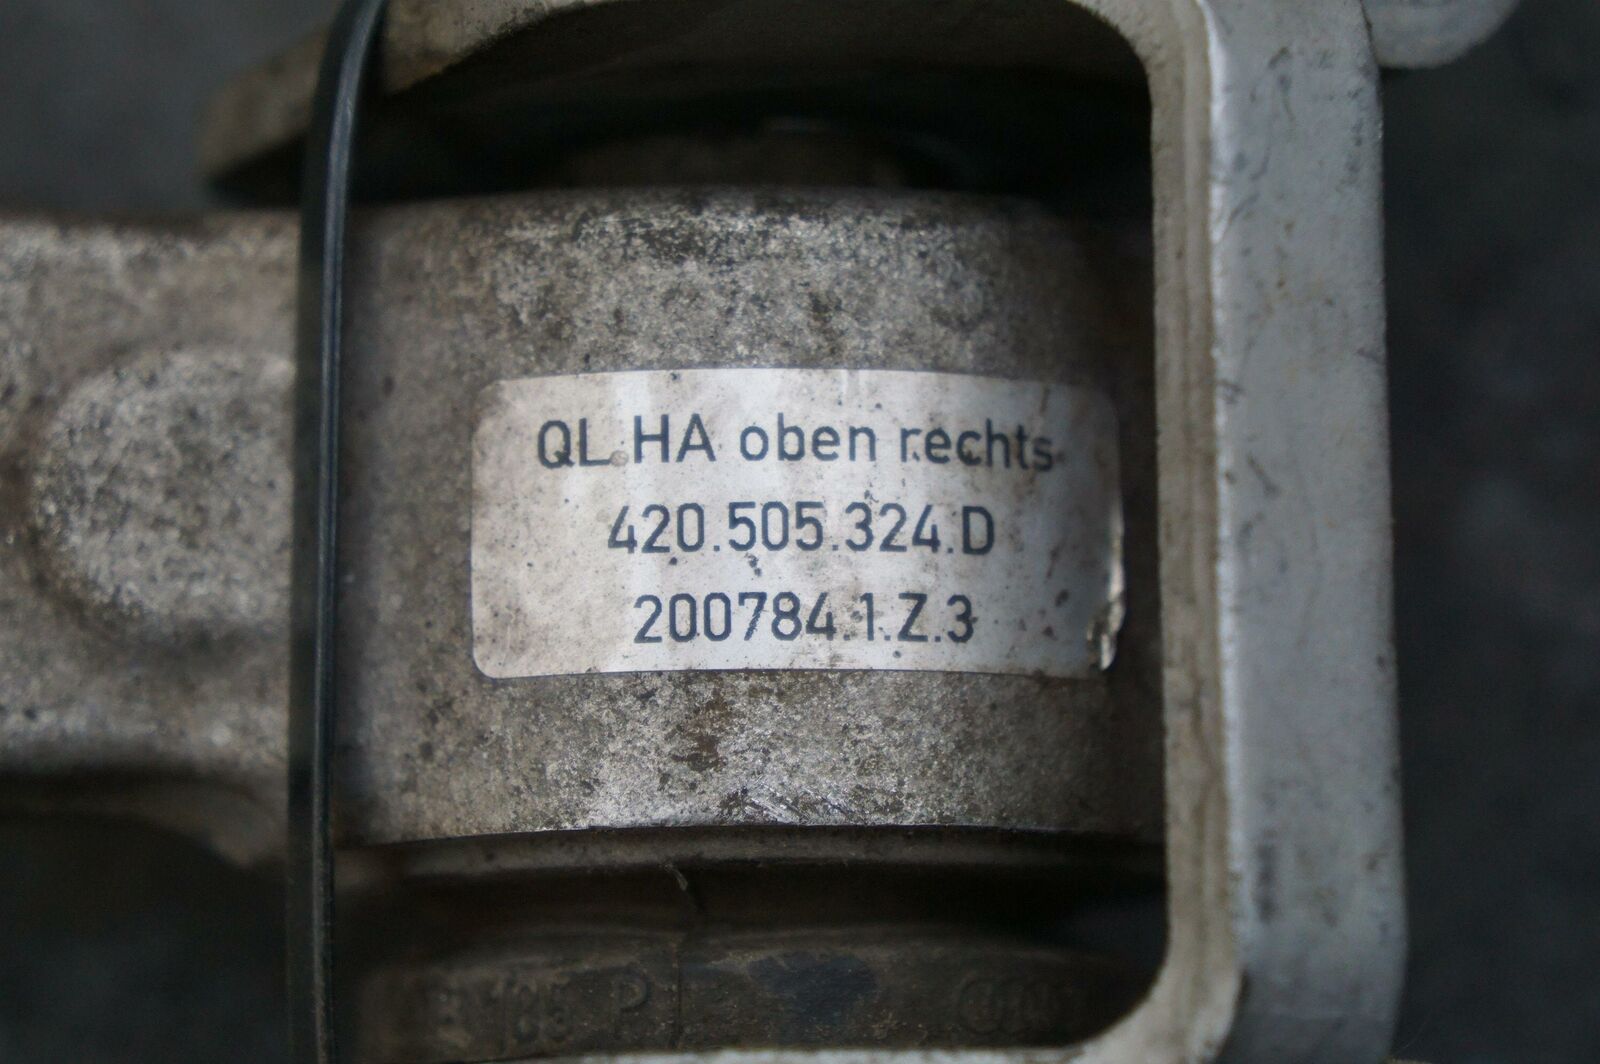 QL.HA oben rechts
420.505.324.D
200784.1.Z.3